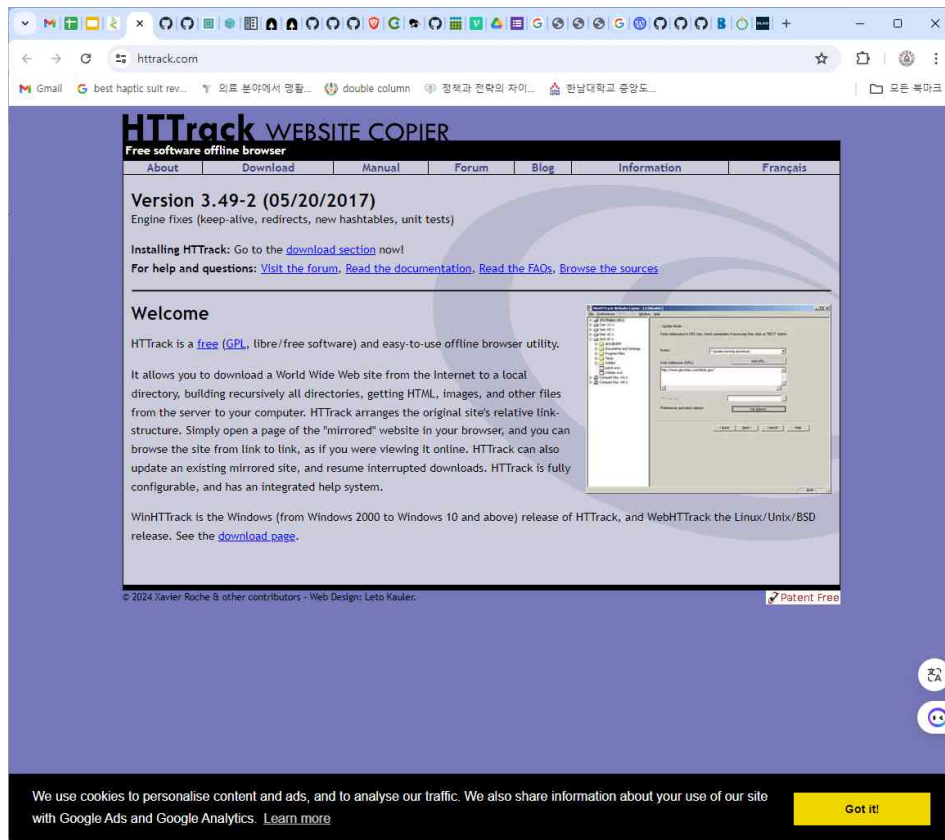 httrack.com
Gmail
best haptic suit rev...
의료 분야에서 맹활...
double column
정책과 전략의 차이...
한남대학교 중앙도...
모든 북마크
HTTrack WEBSITE COPIER
Free software offline browser
About Download Manual Forum Blog Information Français
Version 3.49-2 (05/20/2017)
Engine fixes (keep-alive, redirects, new hashtables, unit tests)
Installing HTTrack: Go to the download section now!
For help and questions: Visit the forum, Read the documentation, Read the FAQs, Browse the sources
Welcome
HTTrack is a free (GPL, libre/free software) and easy-to-use offline browser utility.
It allows you to download a World Wide Web site from the Internet to a local
directory, building recursively all directories, getting HTML, images, and other files
from the server to your computer. HTTrack arranges the original site's relative link-
structure. Simply open a page of the "mirrored" website in your browser, and you can
browse the site from link to link, as if you were viewing it online. HTTrack can also
update an existing mirrored site, and resume interrupted downloads. HTTrack is fully
configurable, and has an integrated help system.
WinHTTrack is the Windows (from Windows 2000 to Windows 10 and above) release of HTTrack, and WebHTTrack the Linux/Unix/BSD
release. See the download page.
© 2024 Xavier Roche & other contributors - Web Design: Leto Kauler.
Patent Free
We use cookies to personalise content and ads, and to analyse our traffic. We also share information about your use of our site
with Google Ads and Google Analytics. Learn more
Got it!